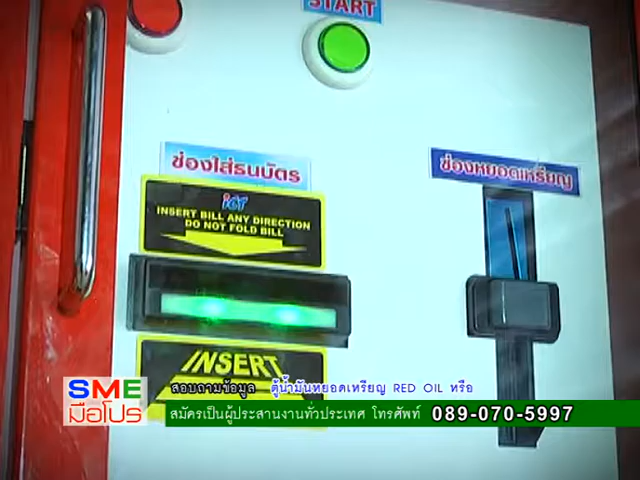 START
ช่องใส่ธนบัตร
ช่องหยอดเหรียญ
ICT
INSERT BILL ANY DIRECTION
DO NOT FOLD BILL
INSERT
SME
มือโปร
สอบถามข้อมูล ตู้น้ำมันหยอดเหรียญ RED OIL หรือ
สมัครเป็นผู้ประสานงานทั่วประเทศ โทรศัพท์ 089-070-5997